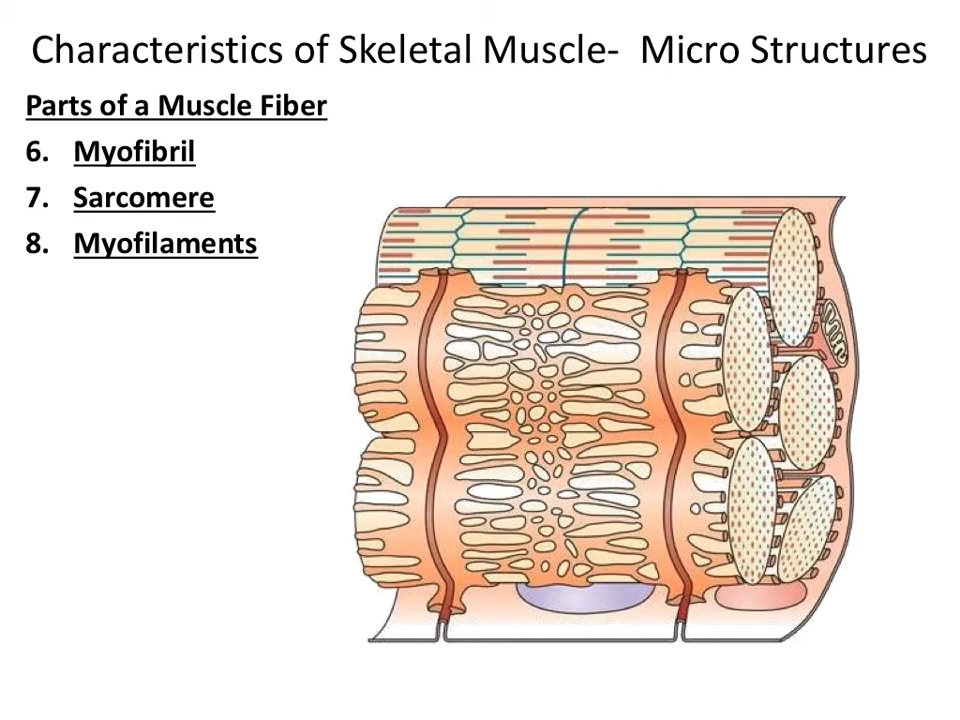 Characteristics of Skeletal Muscle-  Micro Structures
Parts of a Muscle Fiber
6. Myofibril
7. Sarcomere
8. Myofilaments